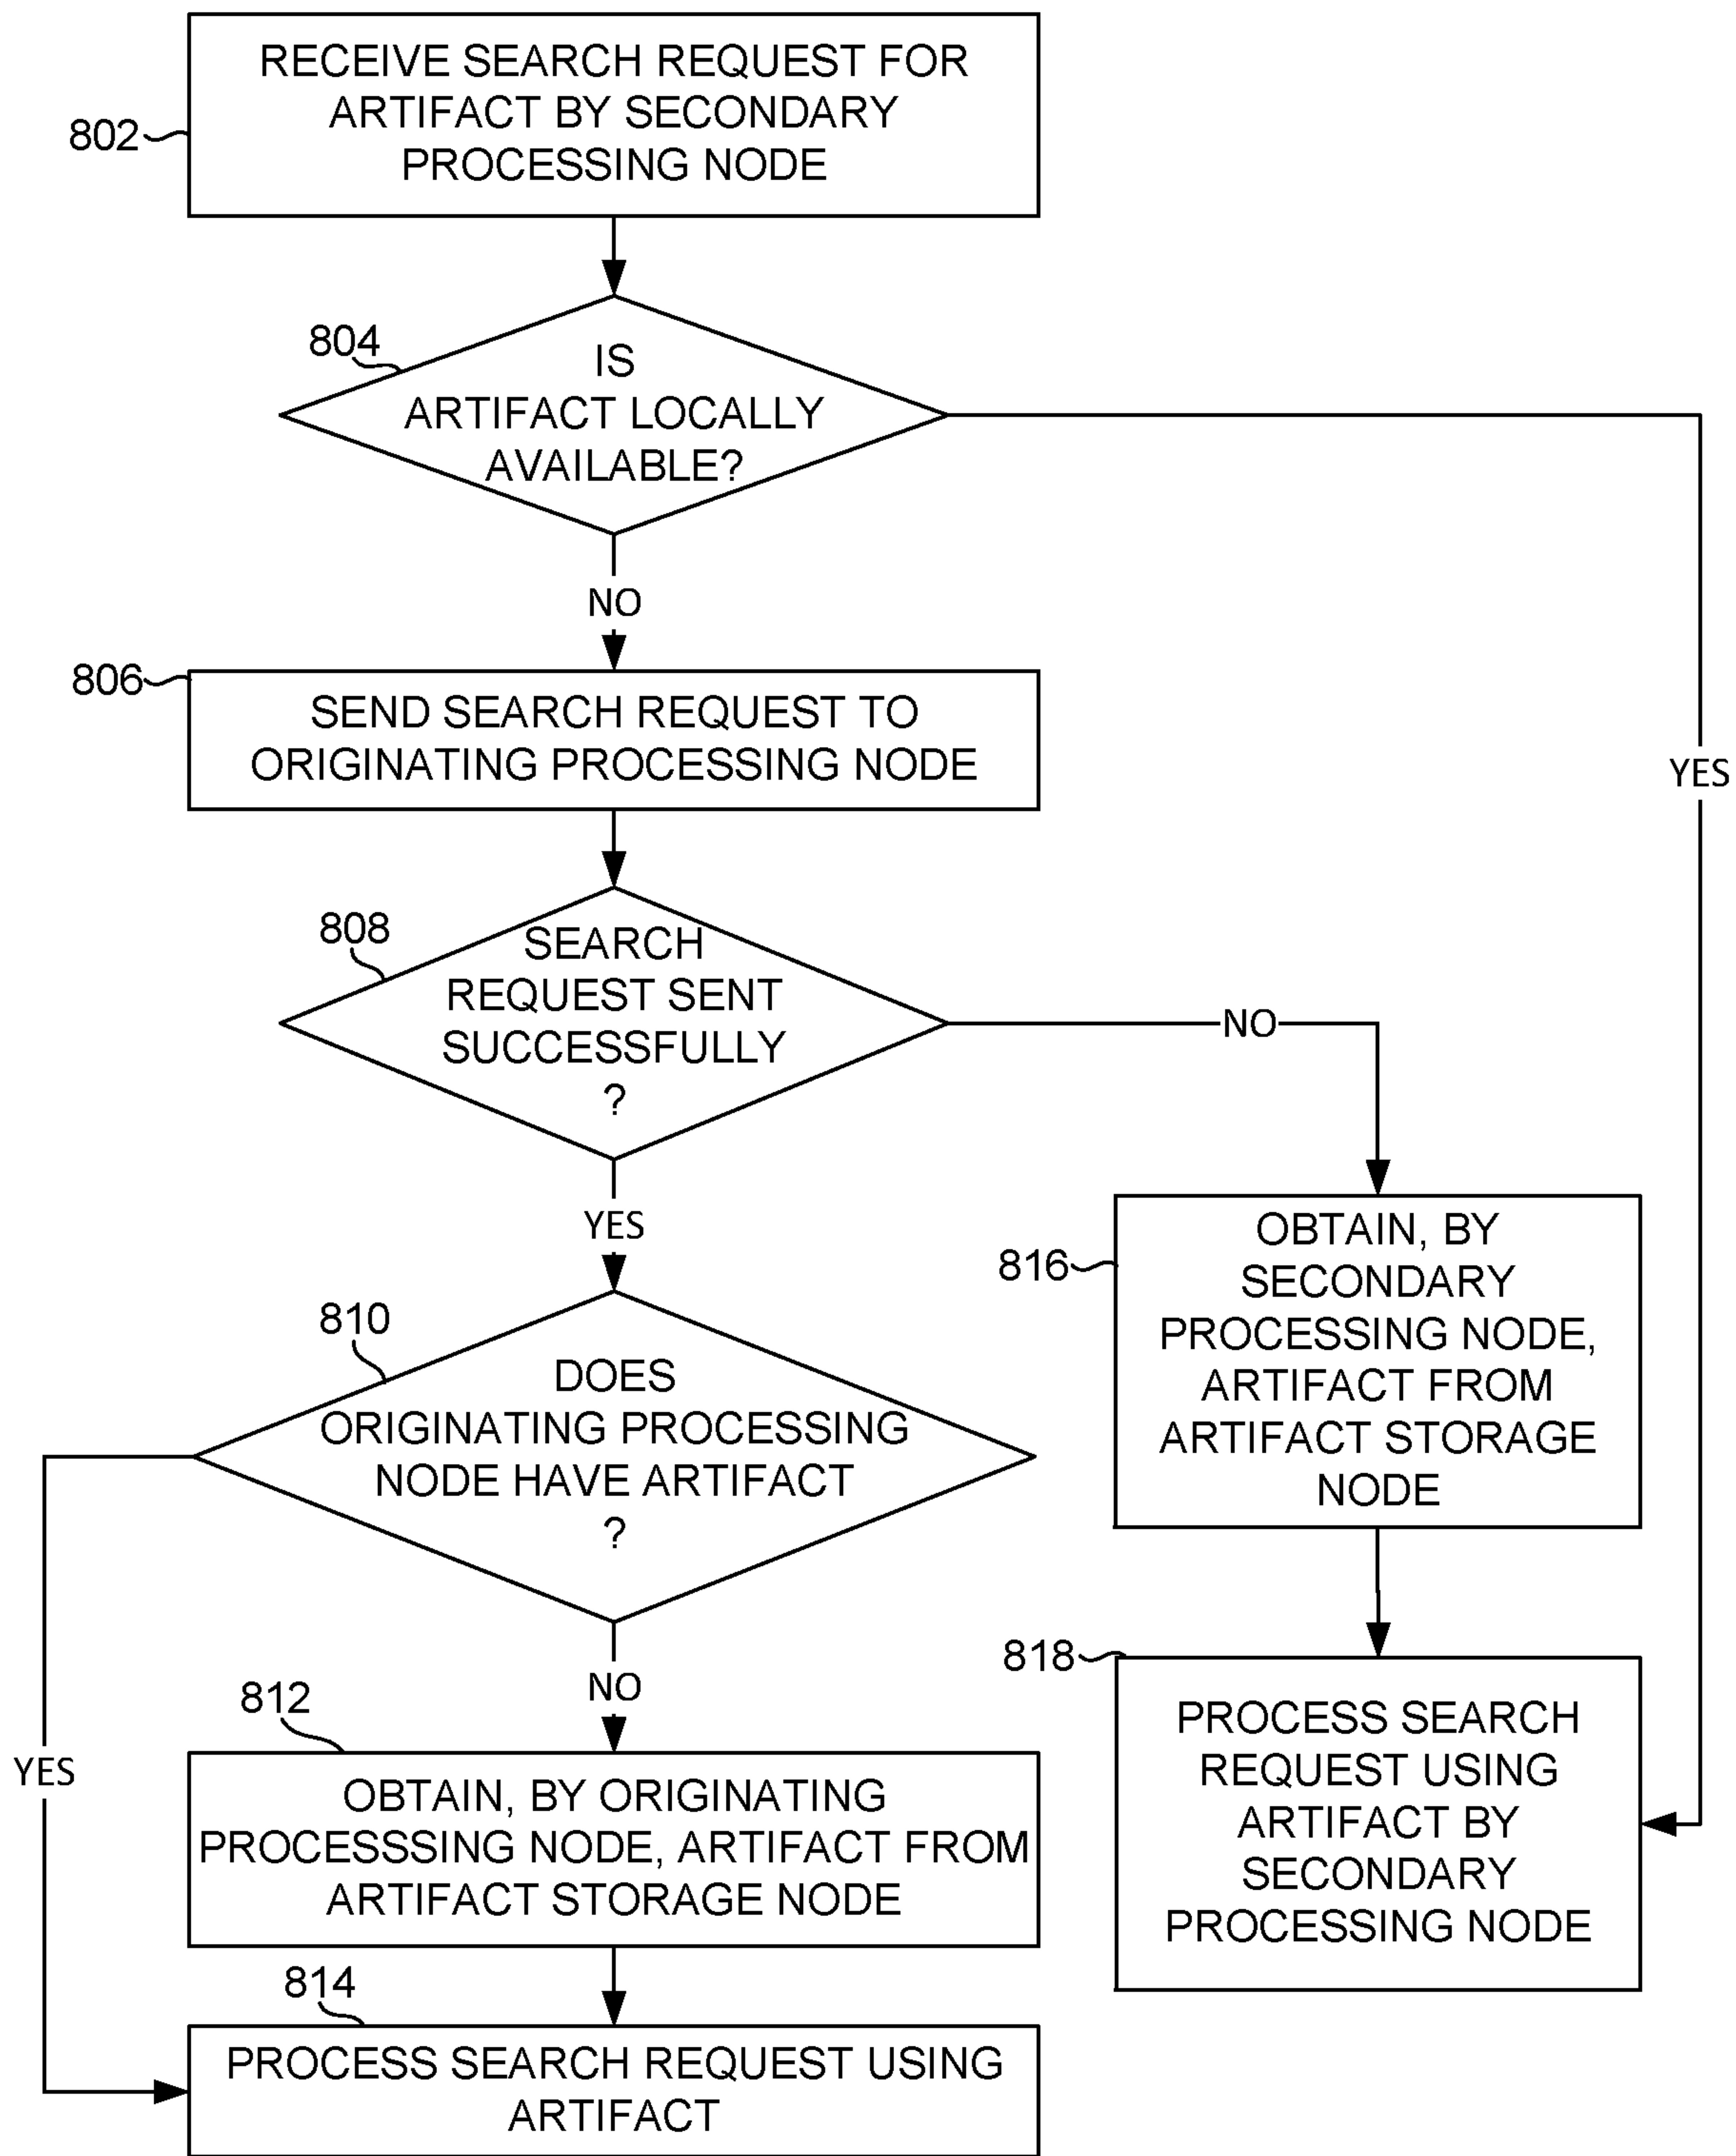 802
RECEIVE SEARCH REQUEST FOR
ARTIFACT BY SECONDARY
PROCESSING NODE
804
IS
ARTIFACT LOCALLY
AVAILABLE?
NO
YES
806
SEND SEARCH REQUEST TO
ORIGINATING PROCESSING NODE
808
SEARCH
REQUEST SENT
SUCCESSFULLY
?
NO
YES
810
DOES
ORIGINATING PROCESSING
NODE HAVE ARTIFACT
?
NO
YES
812
OBTAIN, BY ORIGINATING
PROCESSSING NODE, ARTIFACT FROM
ARTIFACT STORAGE NODE
814
PROCESS SEARCH REQUEST USING
ARTIFACT
816
OBTAIN, BY
SECONDARY
PROCESSING NODE,
ARTIFACT FROM
ARTIFACT STORAGE
NODE
818
PROCESS SEARCH
REQUEST USING
ARTIFACT BY
SECONDARY
PROCESSING NODE